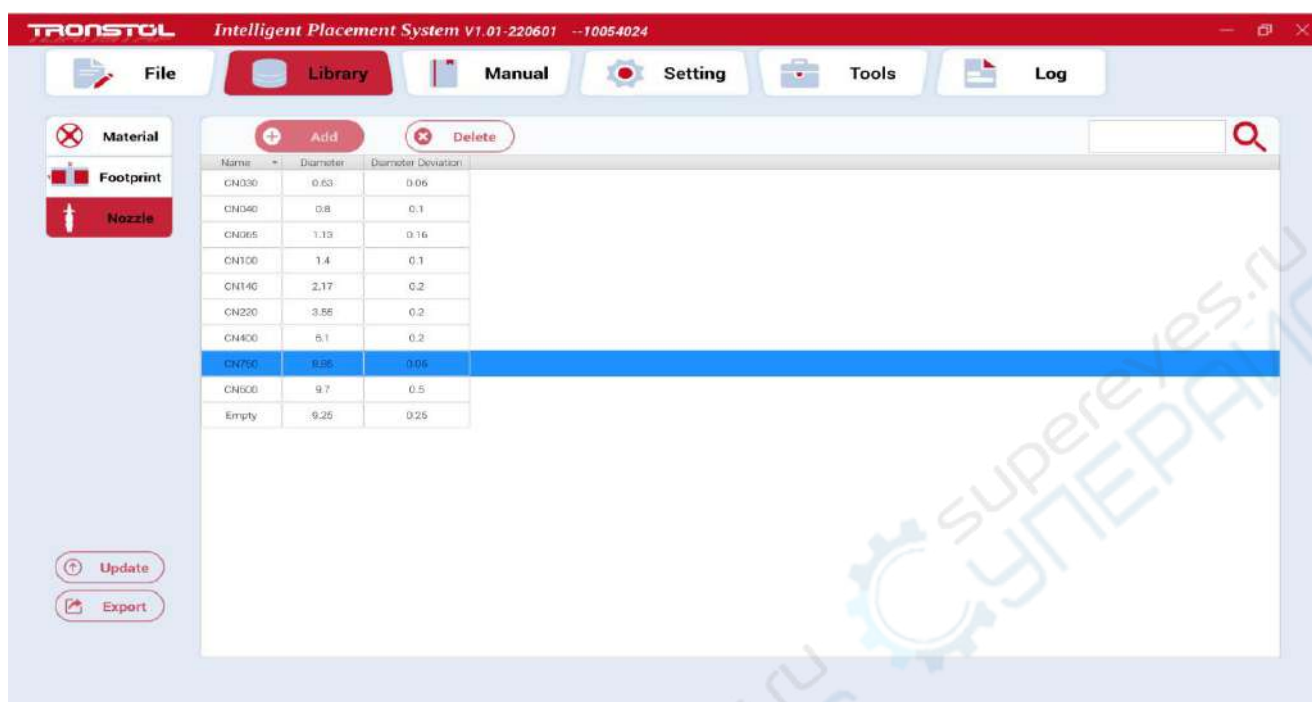 TRONSTOL Intelligent Placement System V1.01-220601 --10054024
File Library Manual Setting Tools Log
Material
Footprint
Nozzle
Add Delete
Name Diameter Diameter Deviation
CN030 0.63 0.06
CN040 0.8 0.1
CN065 1.13 0.16
CN100 1.4 0.1
CN140 2.17 0.2
CN220 3.55 0.2
CN400 0.2
CN750 0.05
9.7 0.5
Empty 9.25 0.25
Update
Export
supereyes.ru
.ru